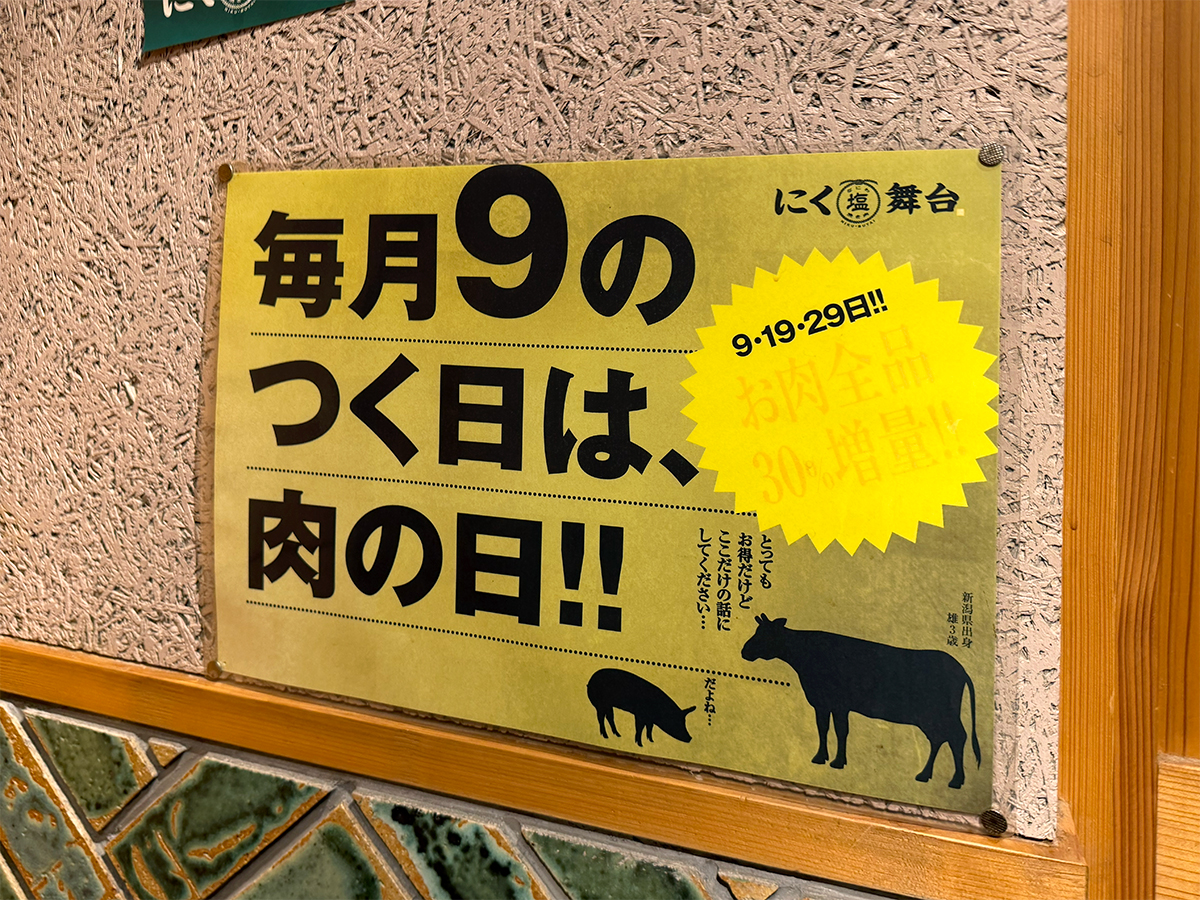 にく
にく塩舞台
毎月9の
つく日は、
肉の日!!
9・19・29日!!
お肉全品
30%増量!!
とっても
お得だけど
ここだけの話に
してください…
だよね…
新潟県出身
雄3歳